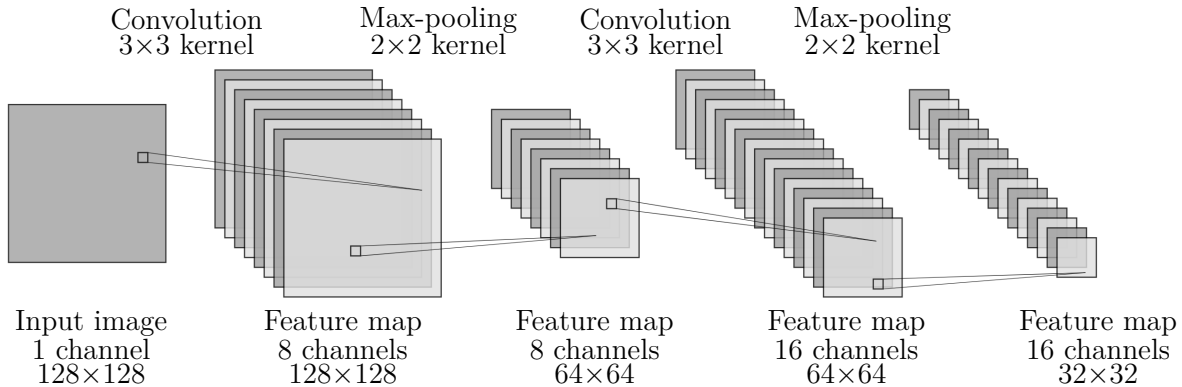 Convolution
3×3 kernel
Max-pooling
2×2 kernel
Convolution
3×3 kernel
Max-pooling
2×2 kernel
Input image
1 channel
128×128
Feature map
8 channels
128×128
Feature map
8 channels
64×64
Feature map
16 channels
64×64
Feature map
16 channels
32×32